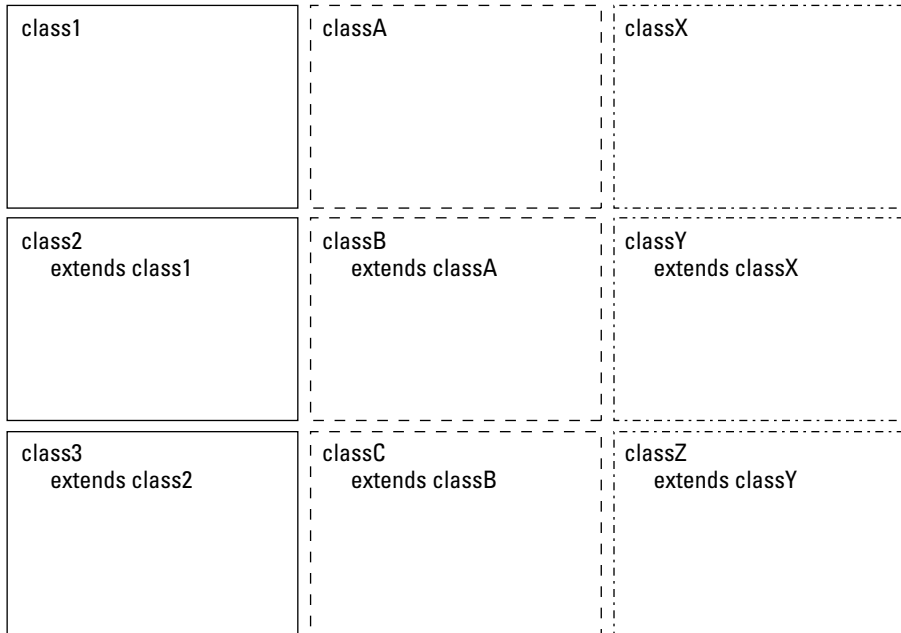 class1
classA
classX
class2
extends class1
classB
extends classA
classY
extends classX
class3
extends class2
classC
extends classB
classZ
extends classY